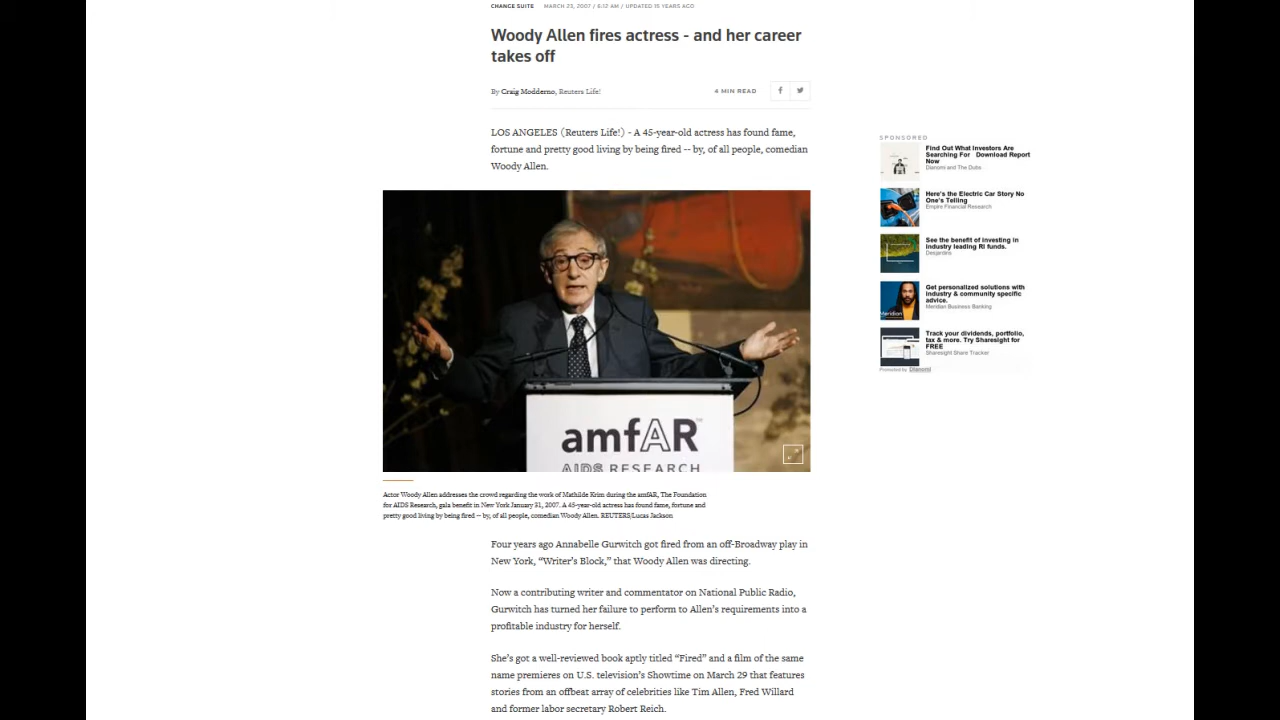 CHANGE SUITE MARCH 23, 2007 / 6:12 AM / UPDATED 15 YEARS AGO
Woody Allen fires actress - and her career
takes off
By Craig Modderno, Reuters Life!
4 MIN READ
LOS ANGELES (Reuters Life!) - A 45-year-old actress has found fame,
fortune and pretty good living by being fired -- by, of all people, comedian
Woody Allen.
amfAR™
AIDS RESEARCH
Actor Woody Allen addresses the crowd regarding the work of Mathilde Krim during the amfAR, The Foundation
for AIDS Research, gala benefit in New York January 31, 2007. A 45-year-old actress has found fame, fortune and
pretty good living by being fired -- by, of all people, comedian Woody Allen. REUTERS/Lucas Jackson
Four years ago Annabelle Gurwitch got fired from an off-Broadway play in
New York, “Writer’s Block,” that Woody Allen was directing.
Now a contributing writer and commentator on National Public Radio,
Gurwitch has turned her failure to perform to Allen’s requirements into a
profitable industry for herself.
She’s got a well-reviewed book aptly titled “Fired” and a film of the same
name premieres on U.S. television’s Showtime on March 29 that features
stories from an offbeat array of celebrities like Tim Allen, Fred Willard
and former labor secretary Robert Reich.
SPONSORED
Find Out What Investors Are
Searching For Download Report
Now
Dianomi and The Dubs
Here's the Electric Car Story No
One's Telling
Empire Financial Research
See the benefit of investing in
industry leading RI funds.
Desjardins
Get personalized solutions with
industry & community specific
advice.
Meridian Business Banking
Meridian
Track your dividends, portfolio,
tax & more. Try Sharesight for
FREE
Sharesight Share Tracker
Promoted by Dianomi